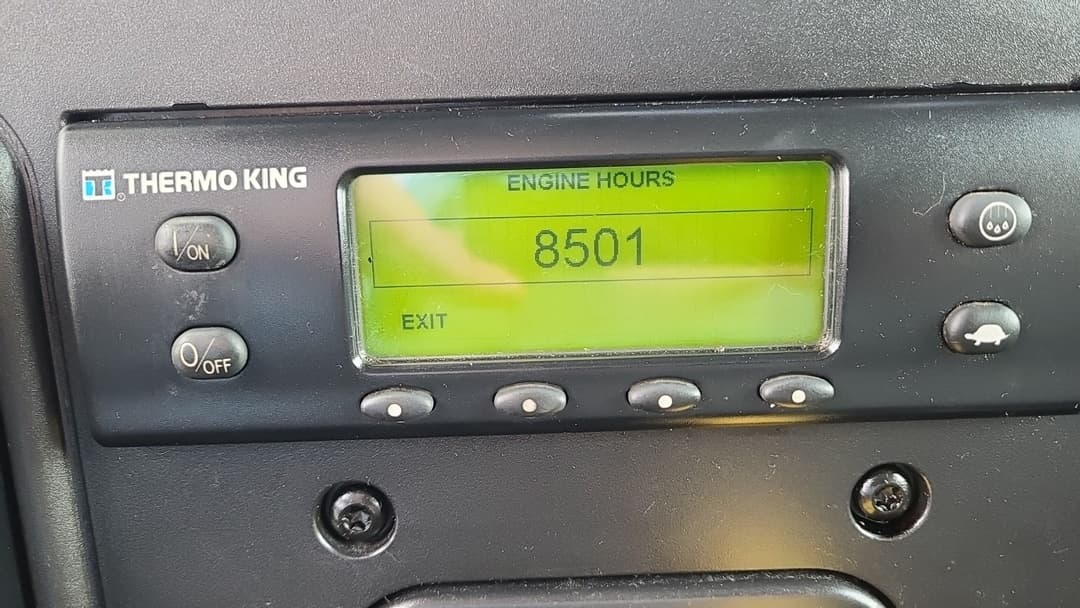 THERMO KING
ENGINE HOURS
8501
EXIT
I/ON
O/OFF